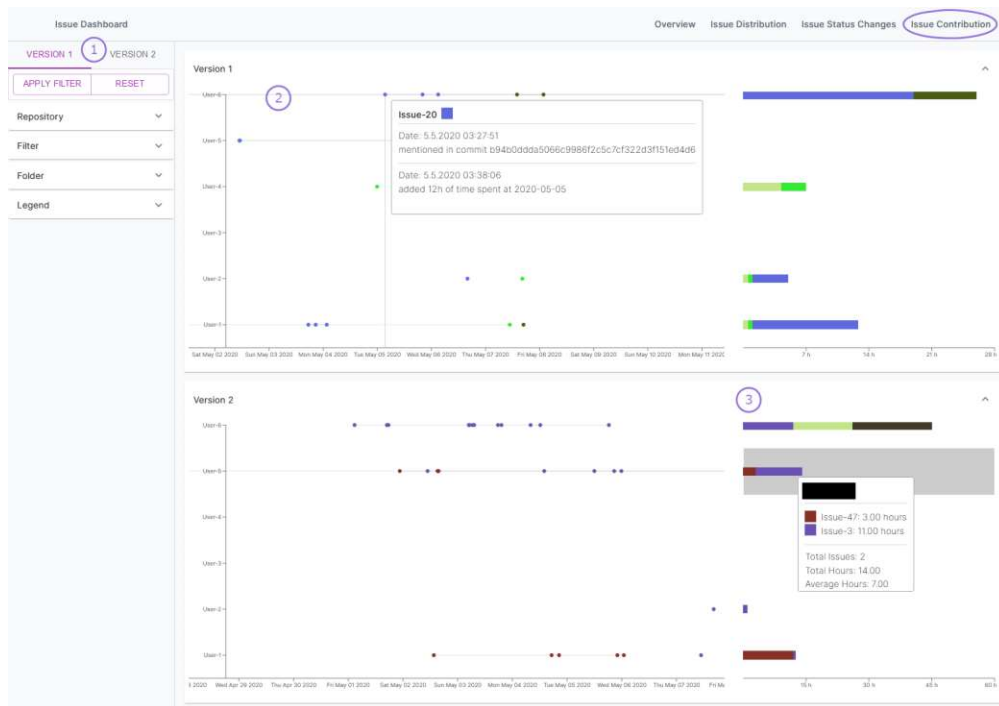 Issue Dashboard
Overview Issue Distribution Issue Status Changes Issue Contribution
VERSION 1 1 VERSION 2
APPLY FILTER RESET
Repository
Filter
Folder
Legend
Version 1
2
User-6
User-5
User-4
User-3
User-2
User-1
Issue-20
Date: 5.5.2020 03:27:51
mentioned in commit b94b0ddda5066c9986f2c5c7cf322d3f151ed4d6
Date: 5.5.2020 03:38:06
added 12h of time spent at 2020-05-05
Sat May 02 2020 Sun May 03 2020 Mon May 04 2020 Tue May 05 2020 Wed May 06 2020 Thu May 07 2020 Fri May 08 2020 Sat May 09 2020 Sun May 10 2020 Mon May 11 2020
7 h 14 h 21 h 28 h
Version 2
3
User-6
User-5
User-4
User-3
User-2
User-1
Issue-47: 3.00 hours
Issue-3: 11.00 hours
Total Issues: 2
Total Hours: 14.00
Average Hours: 7.00
2020 Wed Apr 29 2020 Thu Apr 30 2020 Fri May 01 2020 Sat May 02 2020 Sun May 03 2020 Mon May 04 2020 Tue May 05 2020 Wed May 06 2020 Thu May 07 2020 Fri M
15 h 30 h 45 h 60 h